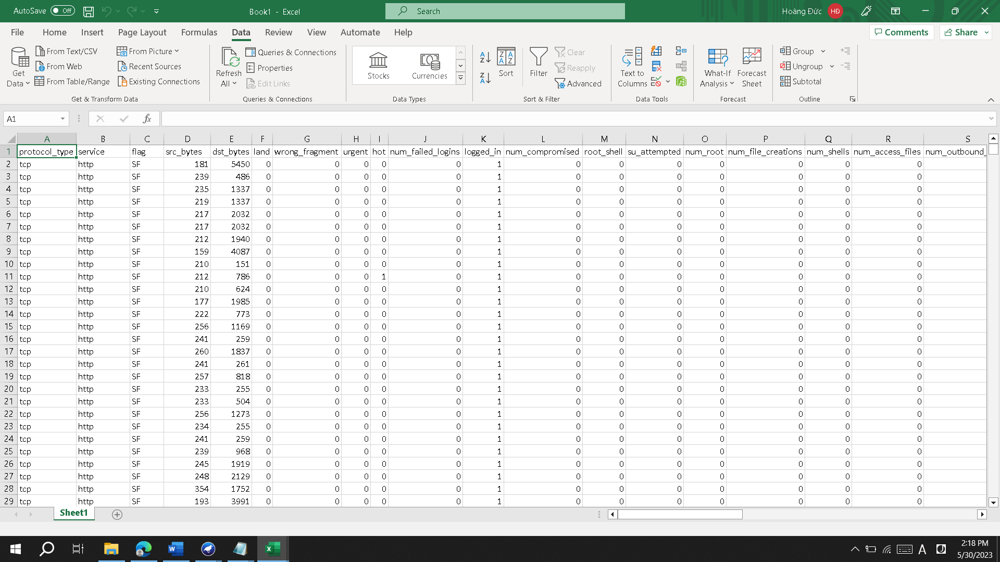 AutoSave Off Book1 - Excel Search Hoàng Đức HĐ
File Home Insert Page Layout Formulas Data Review View Automate Help Comments Share
Get Data From Text/CSV From Web From Table/Range From Picture Recent Sources Existing Connections
Get & Transform Data
Refresh All Queries & Connections Properties Edit Links
Queries & Connections
Stocks Currencies
Data Types
Sort Filter Clear Reapply Advanced
Sort & Filter
Text to Columns
Data Tools
What-If Analysis Forecast Sheet
Forecast
Group Ungroup Subtotal
Outline
A1 fx
A B C D E F G H I J K L M N O P Q R S
1 protocol_type service flag src_bytes dst_bytes land wrong_fragment urgent hot num_failed_logins logged_in num_compromised root_shell su_attempted num_root num_file_creations num_shells num_access_files num_outbound_
2 tcp http SF 181 5450 0 0 0 0 0 1 0 0 0 0 0 0 0
3 tcp http SF 239 486 0 0 0 0 0 1 0 0 0 0 0 0 0
4 tcp http SF 235 1337 0 0 0 0 0 1 0 0 0 0 0 0 0
5 tcp http SF 219 1337 0 0 0 0 0 1 0 0 0 0 0 0 0
6 tcp http SF 217 2032 0 0 0 0 0 1 0 0 0 0 0 0 0
7 tcp http SF 217 2032 0 0 0 0 0 1 0 0 0 0 0 0 0
8 tcp http SF 212 1940 0 0 0 0 0 1 0 0 0 0 0 0 0
9 tcp http SF 159 4087 0 0 0 0 0 1 0 0 0 0 0 0 0
10 tcp http SF 210 151 0 0 0 0 0 1 0 0 0 0 0 0 0
11 tcp http SF 212 786 0 0 0 1 0 1 0 0 0 0 0 0 0
12 tcp http SF 210 624 0 0 0 0 0 1 0 0 0 0 0 0 0
13 tcp http SF 177 1985 0 0 0 0 0 1 0 0 0 0 0 0 0
14 tcp http SF 222 773 0 0 0 0 0 1 0 0 0 0 0 0 0
15 tcp http SF 256 1169 0 0 0 0 0 1 0 0 0 0 0 0 0
16 tcp http SF 241 259 0 0 0 0 0 1 0 0 0 0 0 0 0
17 tcp http SF 260 1837 0 0 0 0 0 1 0 0 0 0 0 0 0
18 tcp http SF 241 261 0 0 0 0 0 1 0 0 0 0 0 0 0
19 tcp http SF 257 818 0 0 0 0 0 1 0 0 0 0 0 0 0
20 tcp http SF 233 255 0 0 0 0 0 1 0 0 0 0 0 0 0
21 tcp http SF 233 504 0 0 0 0 0 1 0 0 0 0 0 0 0
22 tcp http SF 256 1273 0 0 0 0 0 1 0 0 0 0 0 0 0
23 tcp http SF 234 255 0 0 0 0 0 1 0 0 0 0 0 0 0
24 tcp http SF 241 259 0 0 0 0 0 1 0 0 0 0 0 0 0
25 tcp http SF 239 968 0 0 0 0 0 1 0 0 0 0 0 0 0
26 tcp http SF 245 1919 0 0 0 0 0 1 0 0 0 0 0 0 0
27 tcp http SF 248 2129 0 0 0 0 0 1 0 0 0 0 0 0 0
28 tcp http SF 354 1752 0 0 0 0 0 1 0 0 0 0 0 0 0
29 tcp http SF 193 3991 0 0 0 0 0 1 0 0 0 0 0 0 0
Sheet1
2:18 PM
5/30/2023